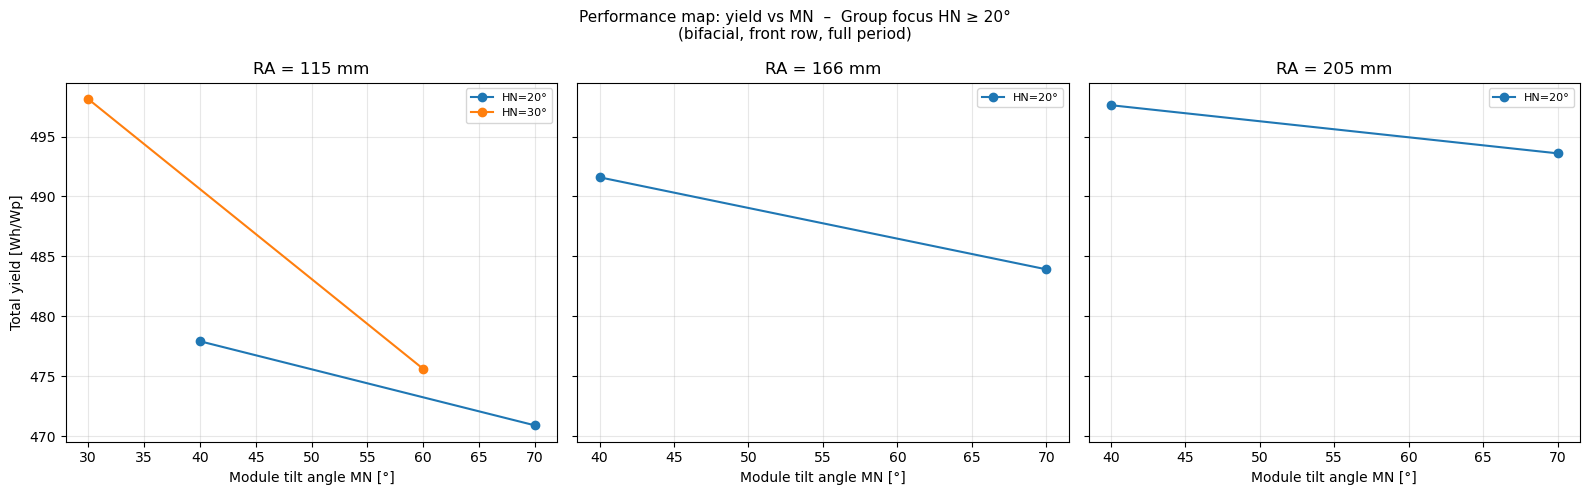 Performance map: yield vs MN  –  Group focus HN ≥ 20°
(bifacial, front row, full period)
RA = 115 mm
HN=20°
HN=30°
Total yield [Wh/Wp]
495
490
485
480
475
470
30 35 40 45 50 55 60 65 70
Module tilt angle MN [°]
RA = 166 mm
HN=20°
40 45 50 55 60 65 70
Module tilt angle MN [°]
RA = 205 mm
HN=20°
40 45 50 55 60 65 70
Module tilt angle MN [°]